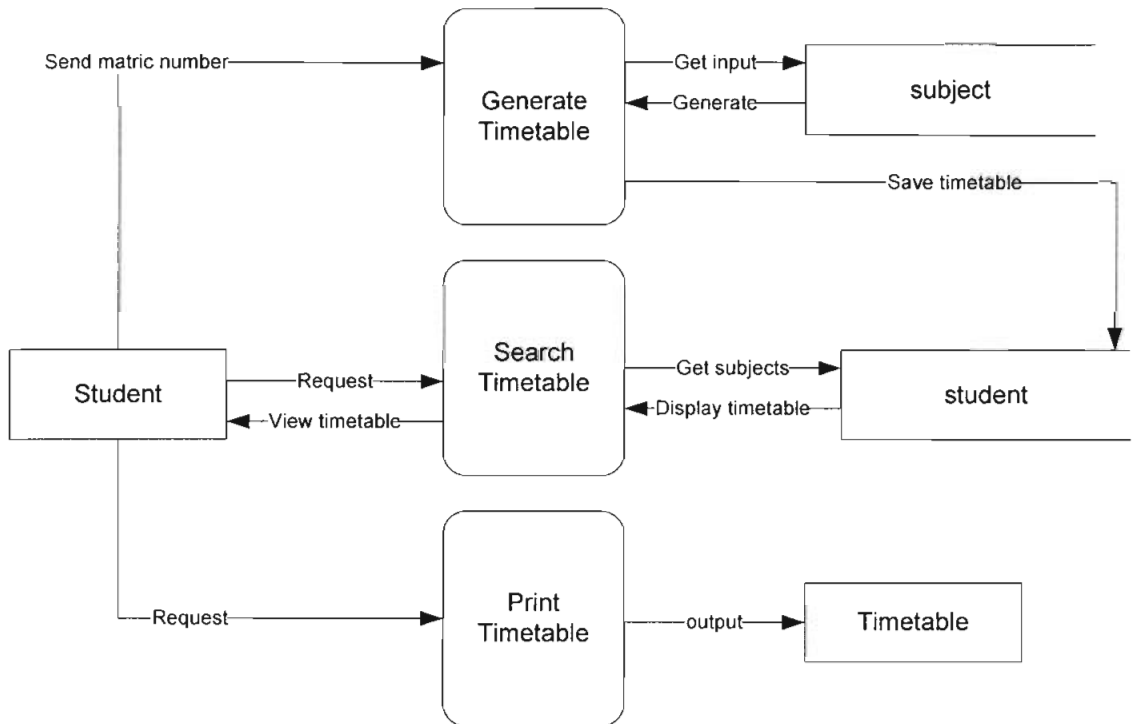 Send matric number
Generate
Timetable
Get input
Generate
subject
Save timetable
Student
Request
View timetable
Search
Timetable
Get subjects
Display timetable
student
Request
Print
Timetable
output
Timetable